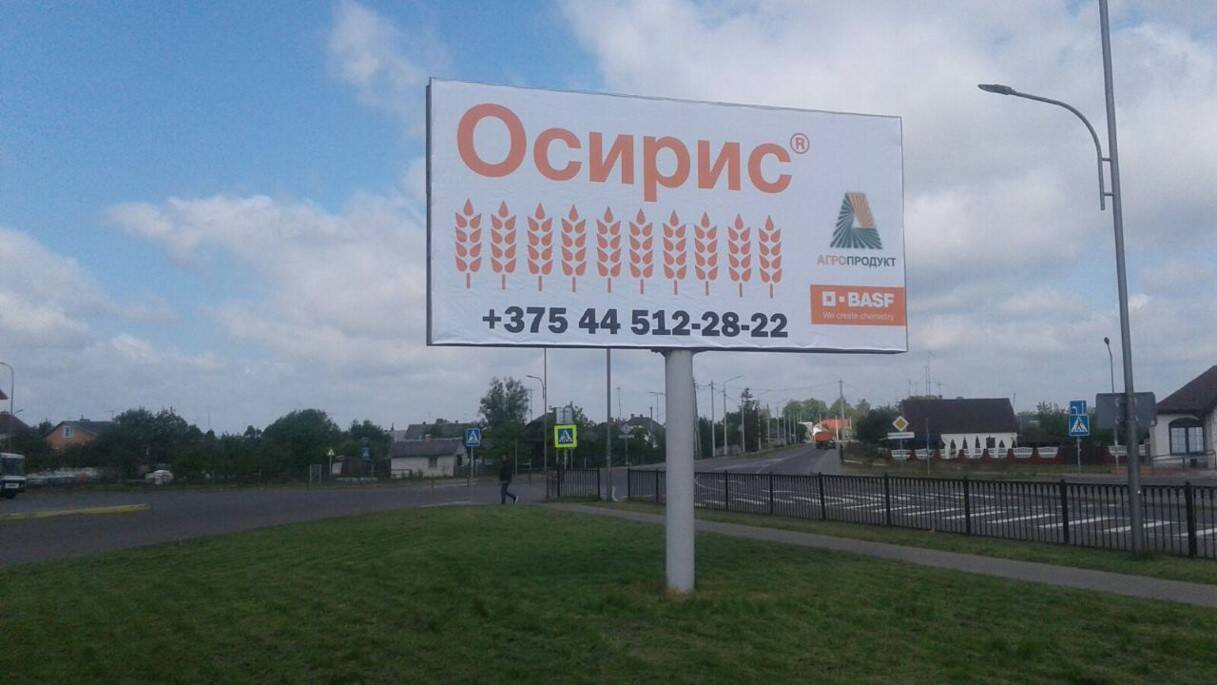 Осирис®
АГРОПРОДУКТ
BASF
We create chemistry
+375 44 512-28-22